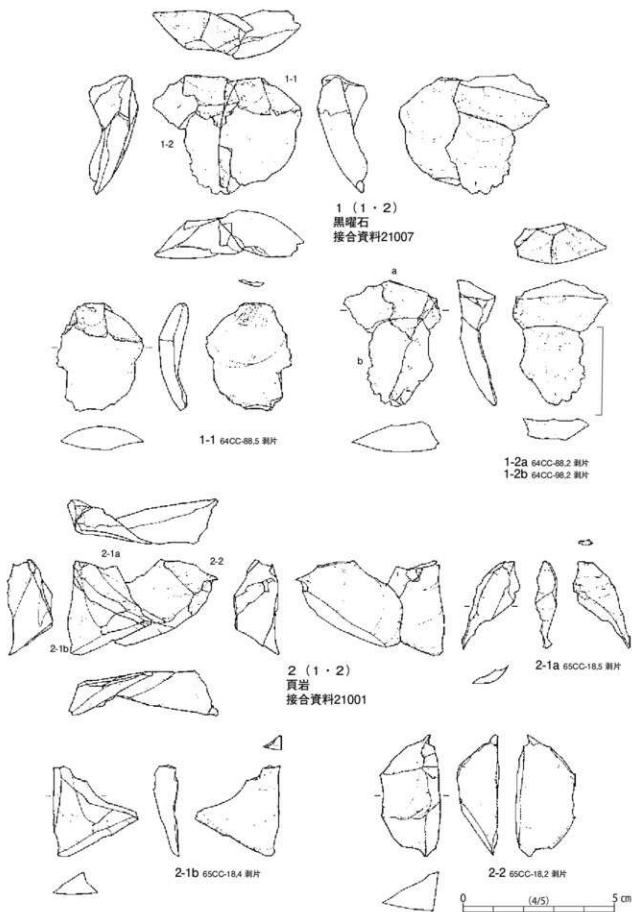 1-1
1-2
1 (1・2)
黒曜石
接合資料21007
a
b
1-1 64CC-88,5 剥片
1-2a 64CC-88,2 剥片
1-2b 64CC-98,2 剥片
2-1a
2-2
2-1b
2 (1・2)
頁岩
接合資料21001
2-1a 65CC-18,5 剥片
2-1b 65CC-18,4 剥片
2-2 65CC-18,2 剥片
0 (4/5) 5 cm